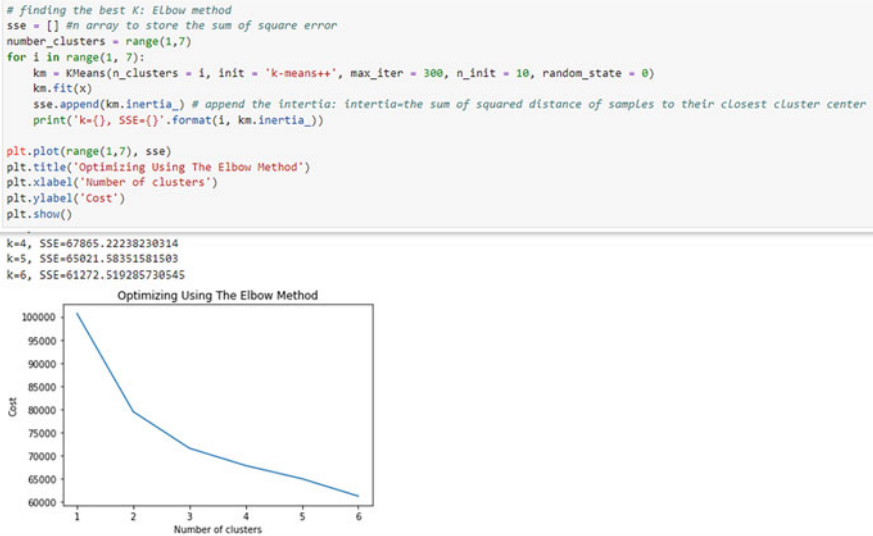 # finding the best K: Elbow method
sse = [] #n array to store the sum of square error
number_clusters = range(1,7)
for i in range(1, 7):
km = KMeans(n_clusters = i, init = 'k-means++', max_iter = 300, n_init = 10, random_state = 0)
km.fit(x)
sse.append(km.inertia_) # append the intertia: intertia=the sum of squared distance of samples to their closest cluster center
print('k={}, SSE={}'.format(i, km.inertia_))
plt.plot(range(1,7), sse)
plt.title('Optimizing Using The Elbow Method')
plt.xlabel('Number of clusters')
plt.ylabel('Cost')
plt.show()
k=4, SSE=67865.22238230314
k=5, SSE=65021.58351581503
k=6, SSE=61272.519285730545
Optimizing Using The Elbow Method
100000
95000
90000
85000
80000
75000
70000
65000
60000
Cost
1 2 3 4 5 6
Number of clusters